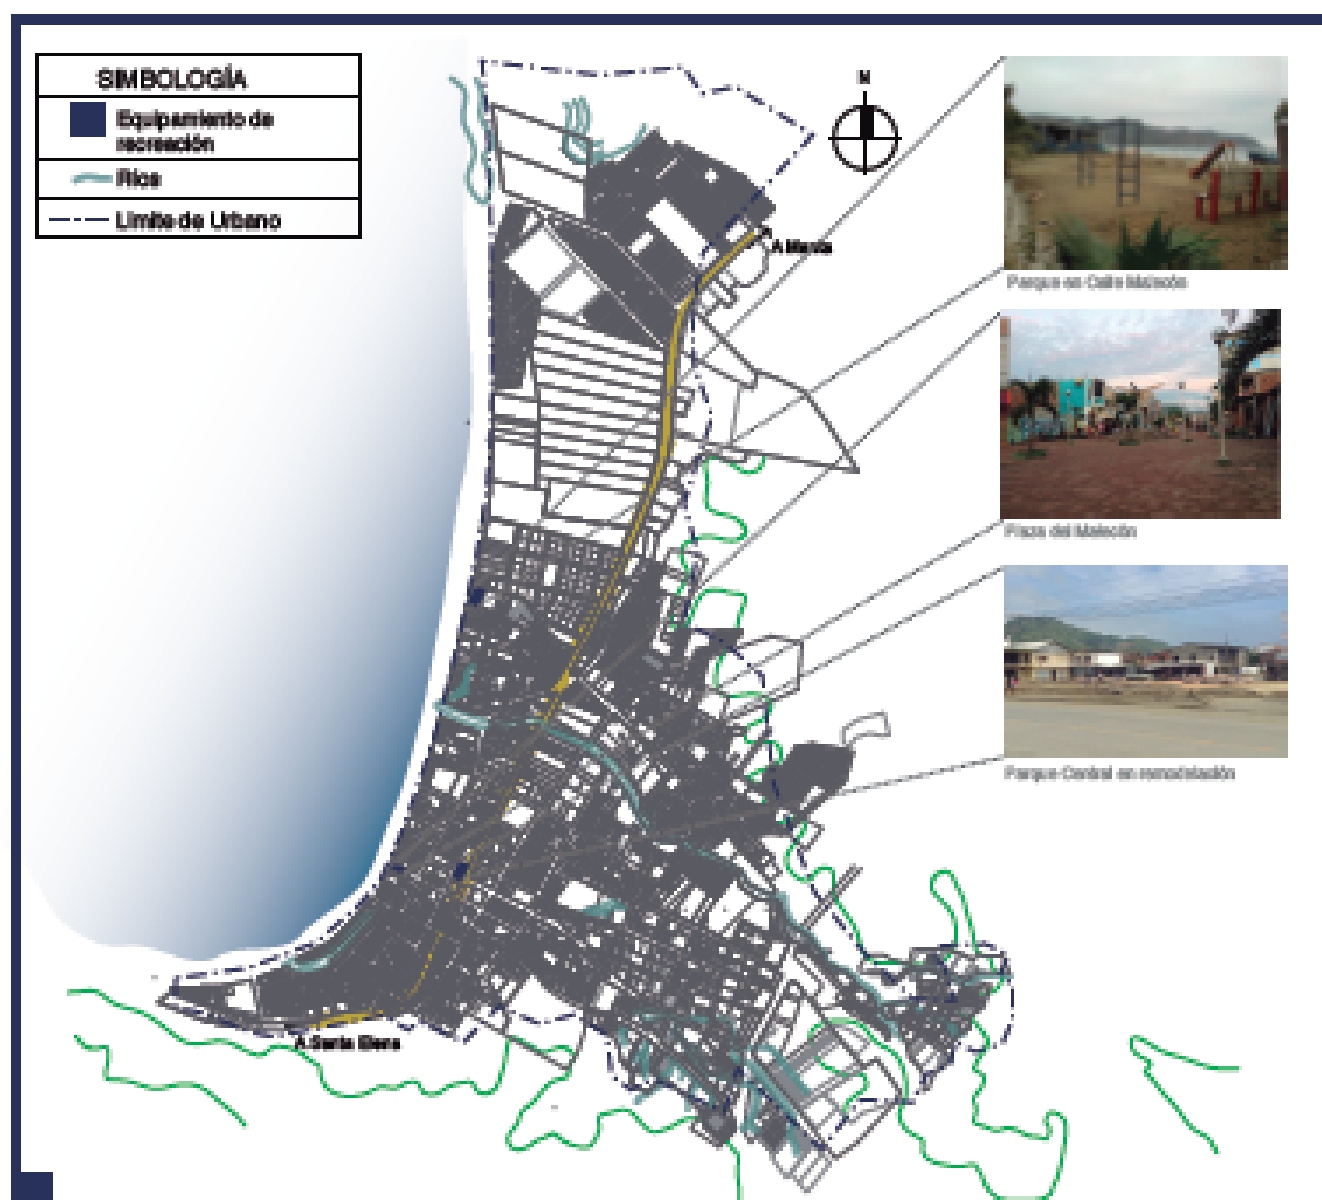 SIMBOLOGÍA
Equipamiento de
recreación
Ríos
Límite de Urbano
N
A Manta
Parque en Calle Malecón
Plaza del Malecón
Parque Central en remodelación
A Santa Elena